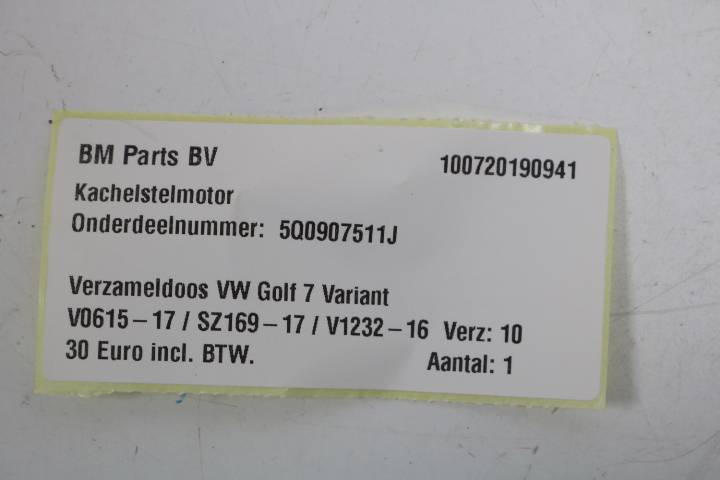 BM Parts BV 100720190941
Kachelstelmotor
Onderdeelnummer: 5Q0907511J
Verzameldoos VW Golf 7 Variant
V0615-17 / SZ169-17 / V1232-16 Verz: 10
30 Euro incl. BTW. Aantal: 1